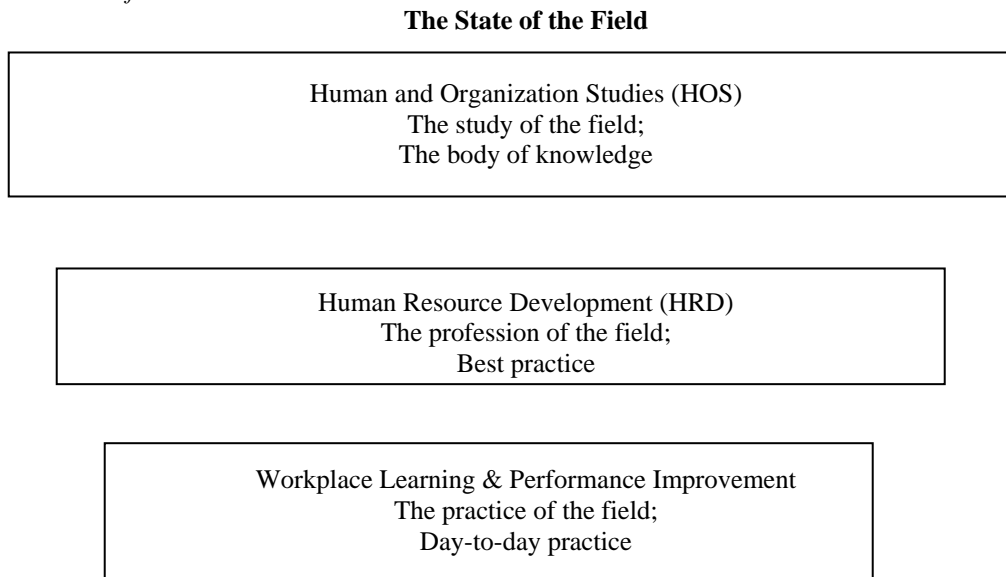 The State of the Field
Human and Organization Studies (HOS)
The study of the field;
The body of knowledge
Human Resource Development (HRD)
The profession of the field;
Best practice
Workplace Learning & Performance Improvement
The practice of the field;
Day-to-day practice